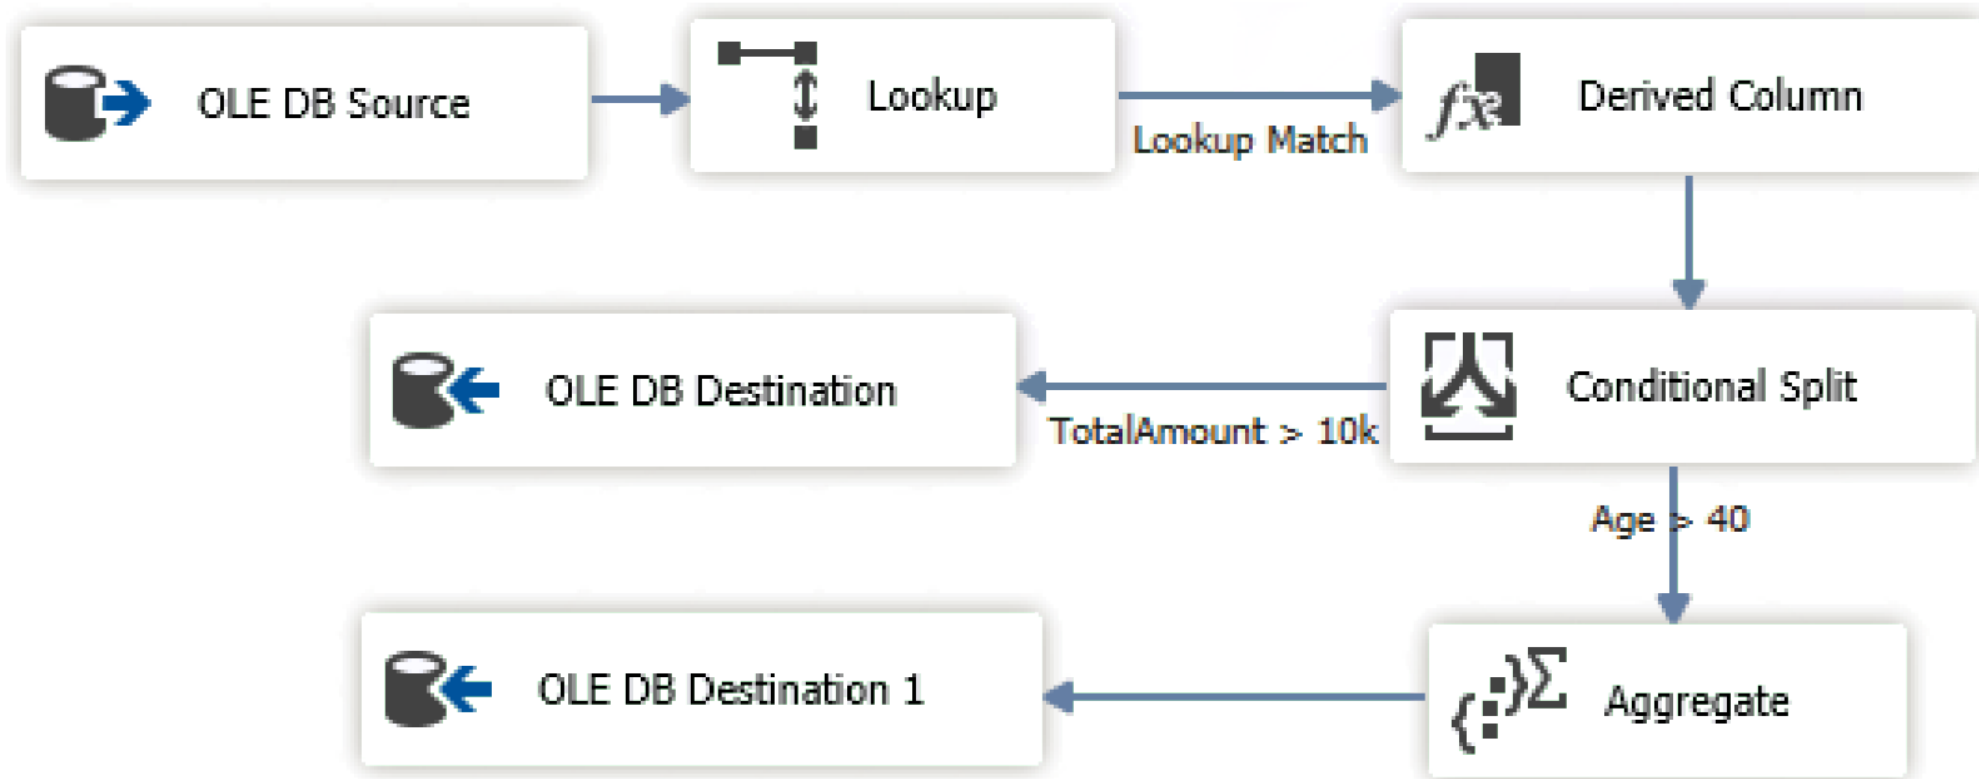 OLE DB Source
Lookup
Lookup Match
fx
Derived Column
OLE DB Destination
TotalAmount > 10k
Conditional Split
Age > 40
OLE DB Destination 1
{:}Σ
Aggregate